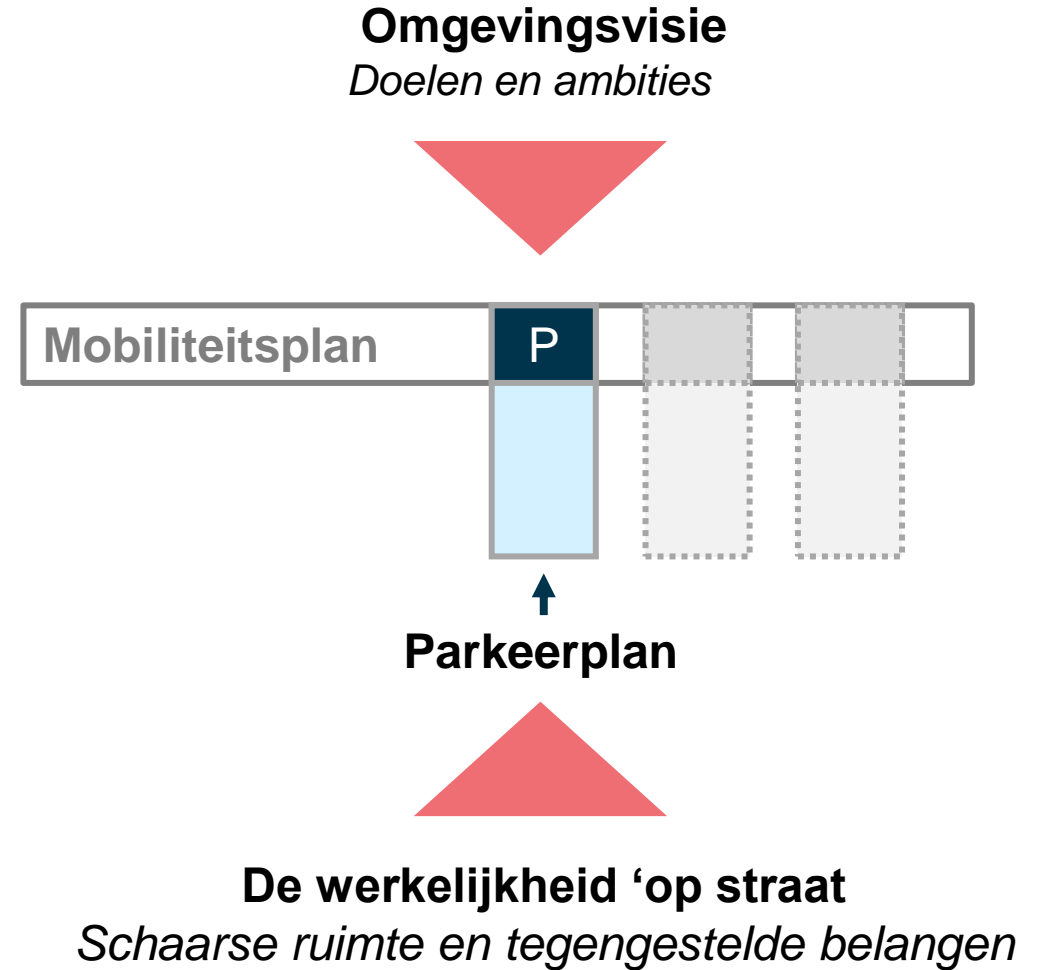 Omgevingsvisie
Doelen en ambities
Mobiliteitsplan
P
Parkeerplan
De werkelijkheid ‘op straat
Schaarse ruimte en tegengestelde belangen